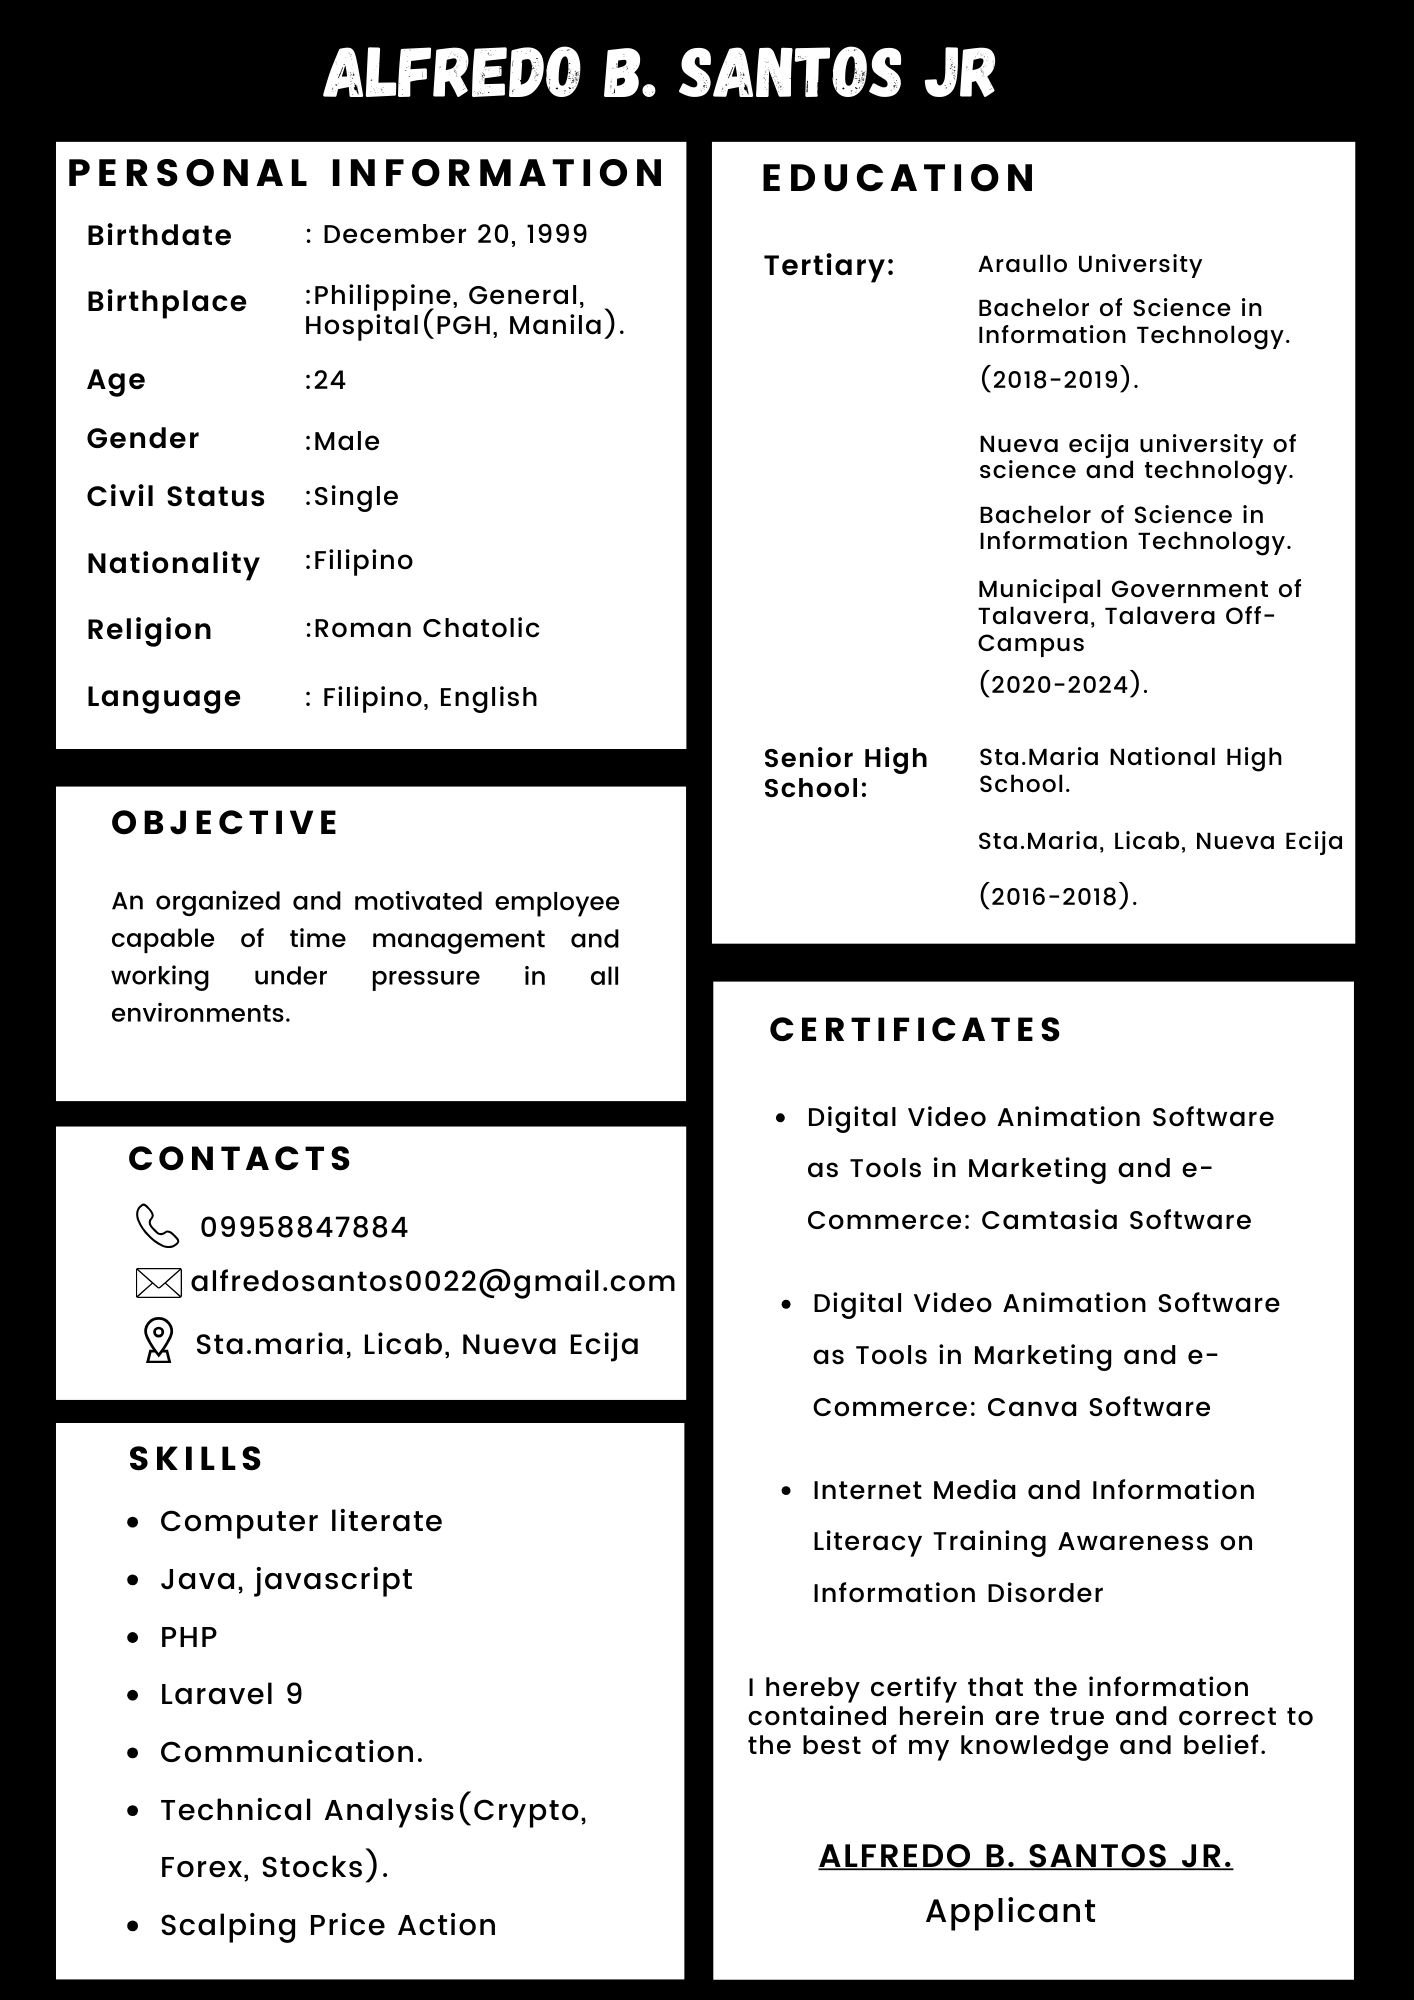 ALFREDO B. SANTOS JR
PERSONAL INFORMATION
Birthdate : December 20, 1999
Birthplace :Philippine, General,
Hospital(PGH, Manila).
Age :24
Gender :Male
Civil Status :Single
Nationality :Filipino
Religion :Roman Chatolic
Language : Filipino, English
OBJECTIVE
An organized and motivated employee
capable of time management and
working under pressure in all
environments.
CONTACTS
09958847884
alfredosantos0022@gmail.com
Sta.maria, Licab, Nueva Ecija
SKILLS
• Computer literate
• Java, javascript
• PHP
• Laravel 9
• Communication.
• Technical Analysis(Crypto,
Forex, Stocks).
• Scalping Price Action
EDUCATION
Tertiary: Araullo University
Bachelor of Science in
Information Technology.
(2018-2019).
Nueva ecija university of
science and technology.
Bachelor of Science in
Information Technology.
Municipal Government of
Talavera, Talavera Off-
Campus
(2020-2024).
Senior High Sta.Maria National High
School: School.
Sta.Maria, Licab, Nueva Ecija
(2016-2018).
CERTIFICATES
• Digital Video Animation Software
as Tools in Marketing and e-
Commerce: Camtasia Software
• Digital Video Animation Software
as Tools in Marketing and e-
Commerce: Canva Software
• Internet Media and Information
Literacy Training Awareness on
Information Disorder
I hereby certify that the information
contained herein are true and correct to
the best of my knowledge and belief.
ALFREDO B. SANTOS JR.
Applicant